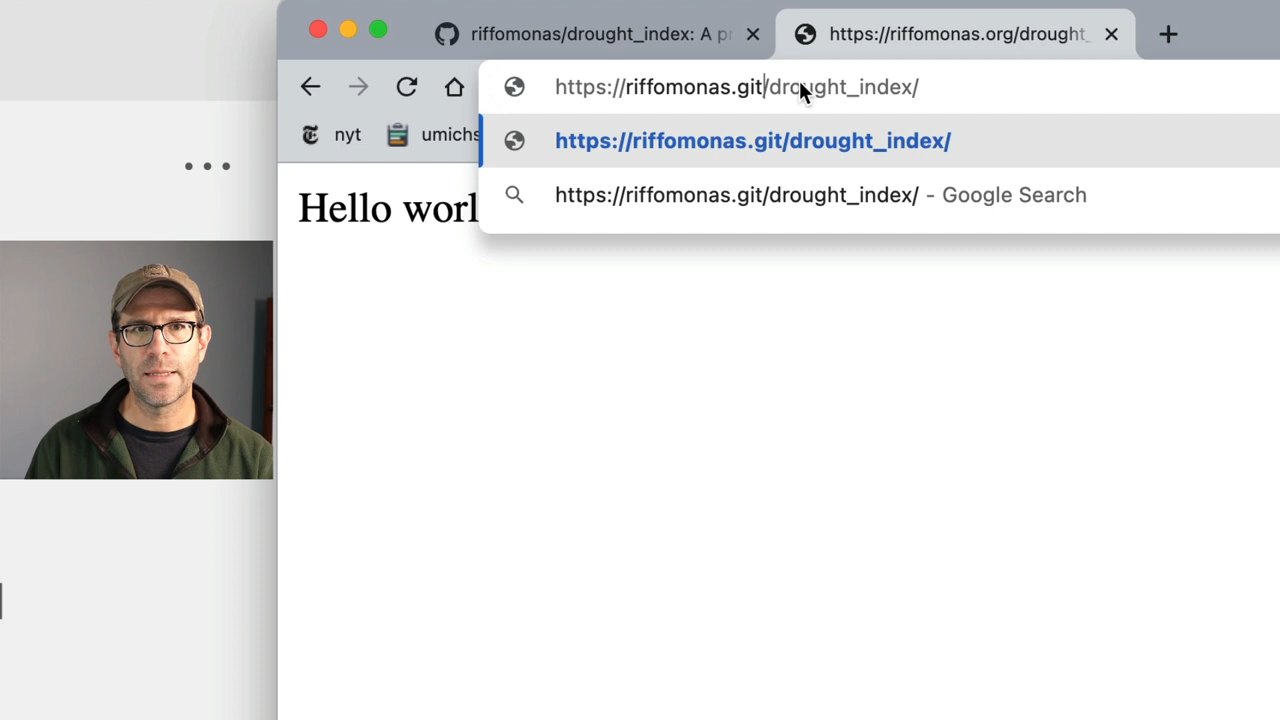 riffomonas/drought_index: A pr
https://riffomonas.org/drought_
https://riffomonas.git/drought_index/
nyt
umichs
https://riffomonas.git/drought_index/
https://riffomonas.git/drought_index/ - Google Search
Hello worl